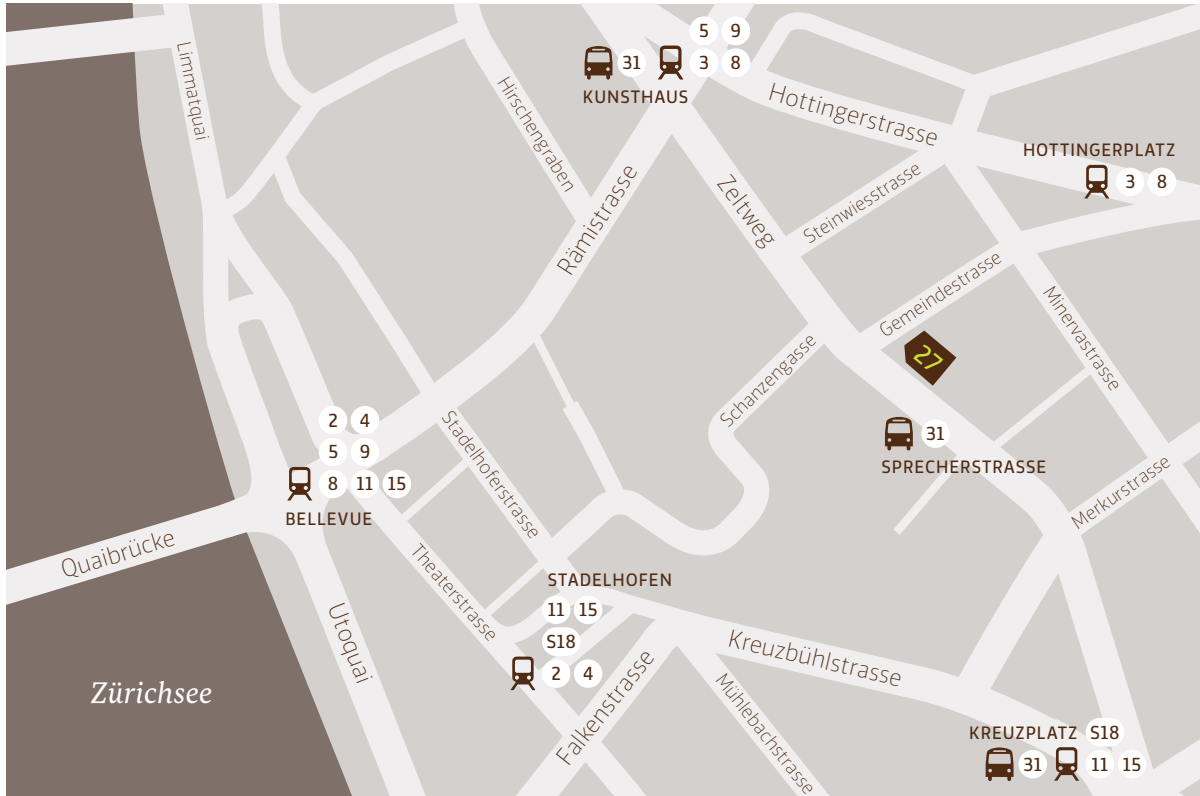 5 9
31 3 8
KUNSTHAUS
Limmatquai
Hirschengraben
Hottingerstrasse
HOTTINGERPLATZ
3 8
Rämistrasse
Zeltweg
Steinwiesstrasse
Gemeindestrasse
Minervastrasse
27
Schanzengasse
2 4
5 9
8 11 15
BELLEVUE
Stadelhoferstrasse
31
SPRECHERSTRASSE
Merkurstrasse
Quaibrücke
Theaterstrasse
STADELHOFEN
11 15
S18
2 4
Utoquai
Zürichsee
Falkenstrasse
Kreuzbühlstrasse
Mühlebachstrasse
KREUZPLATZ S18
31 11 15